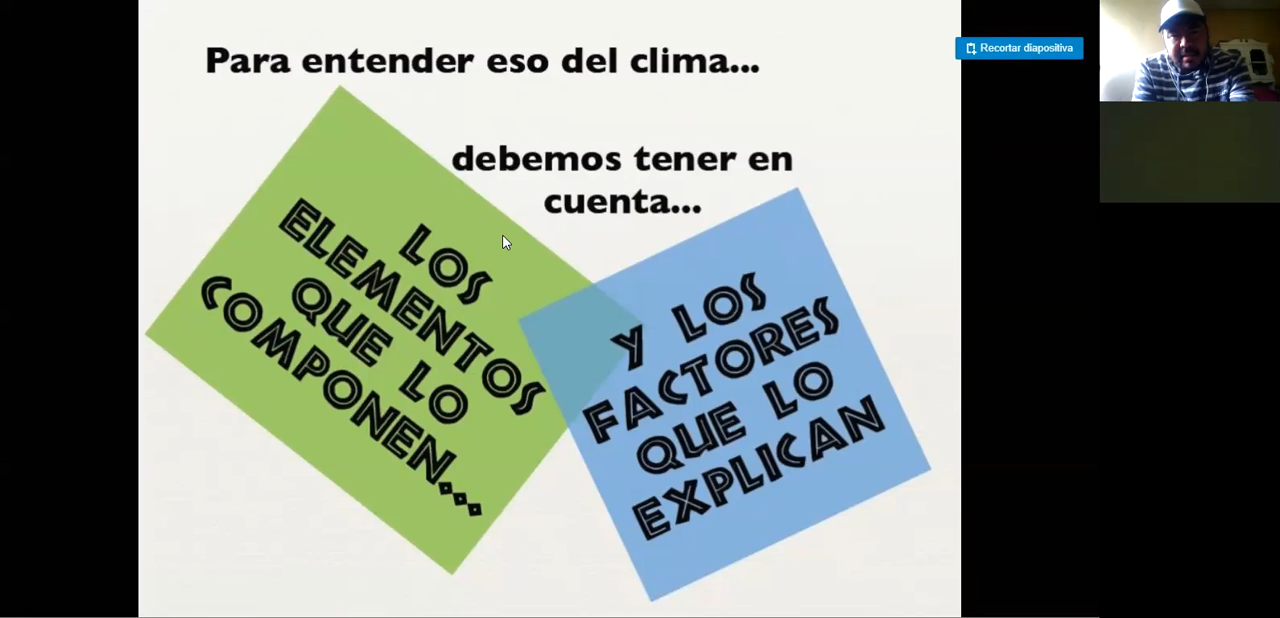 Para entender eso del clima...
Recortar diapositiva
debemos tener en
cuenta...
LOS
ELEMENTOS
QUE LO
COMPONEN...
Y LOS
FACTORES
QUE LO
EXPLICAN